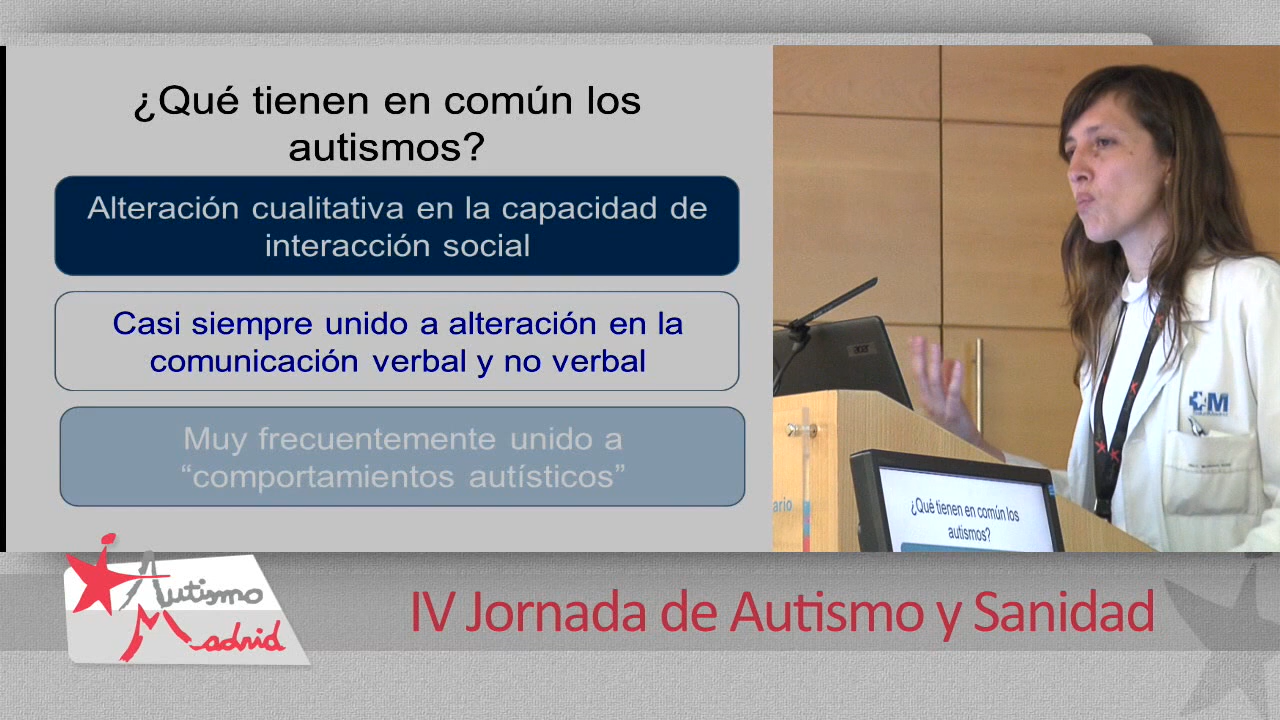 ¿Qué tienen en común los
autismos?
Alteración cualitativa en la capacidad de
interacción social
Casi siempre unido a alteración en la
comunicación verbal y no verbal
Muy frecuentemente unido a
“comportamientos autísticos”
acer
M
ario
¿Qué tienen en común los
autismos?
Autismo
Madrid
IV Jornada de Autismo y Sanidad